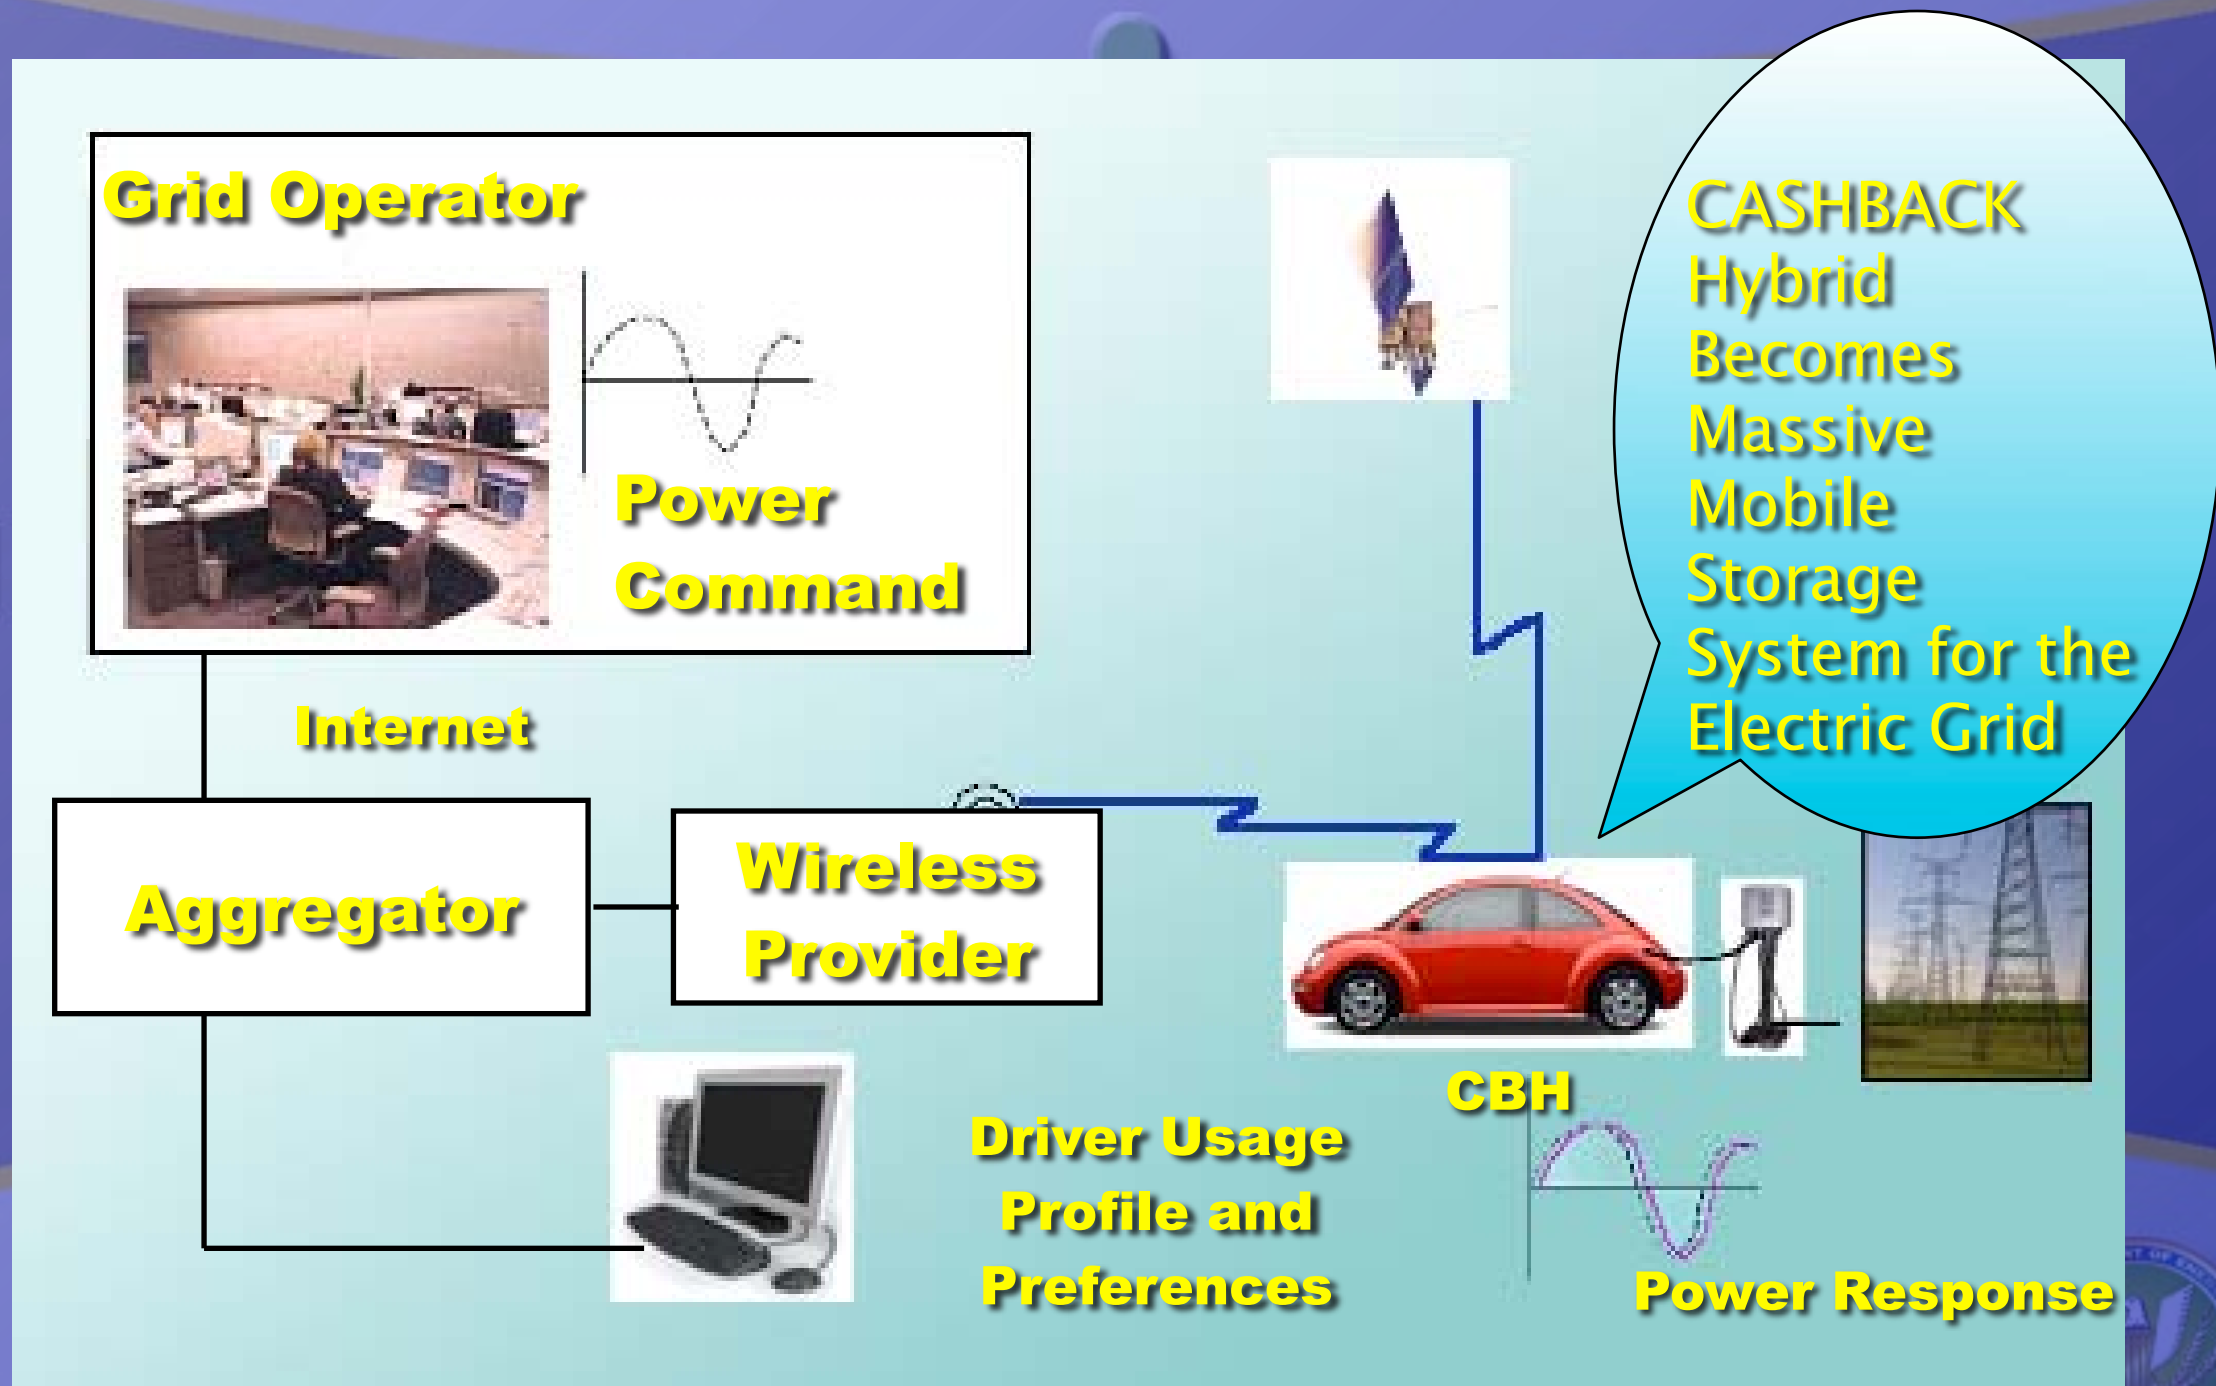 Grid Operator
Power
Command
Internet
Aggregator
Wireless
Provider
CASHBACK
Hybrid
Becomes
Massive
Mobile
Storage
System for the
Electric Grid
CBH
Driver Usage
Profile and
Preferences
Power Response